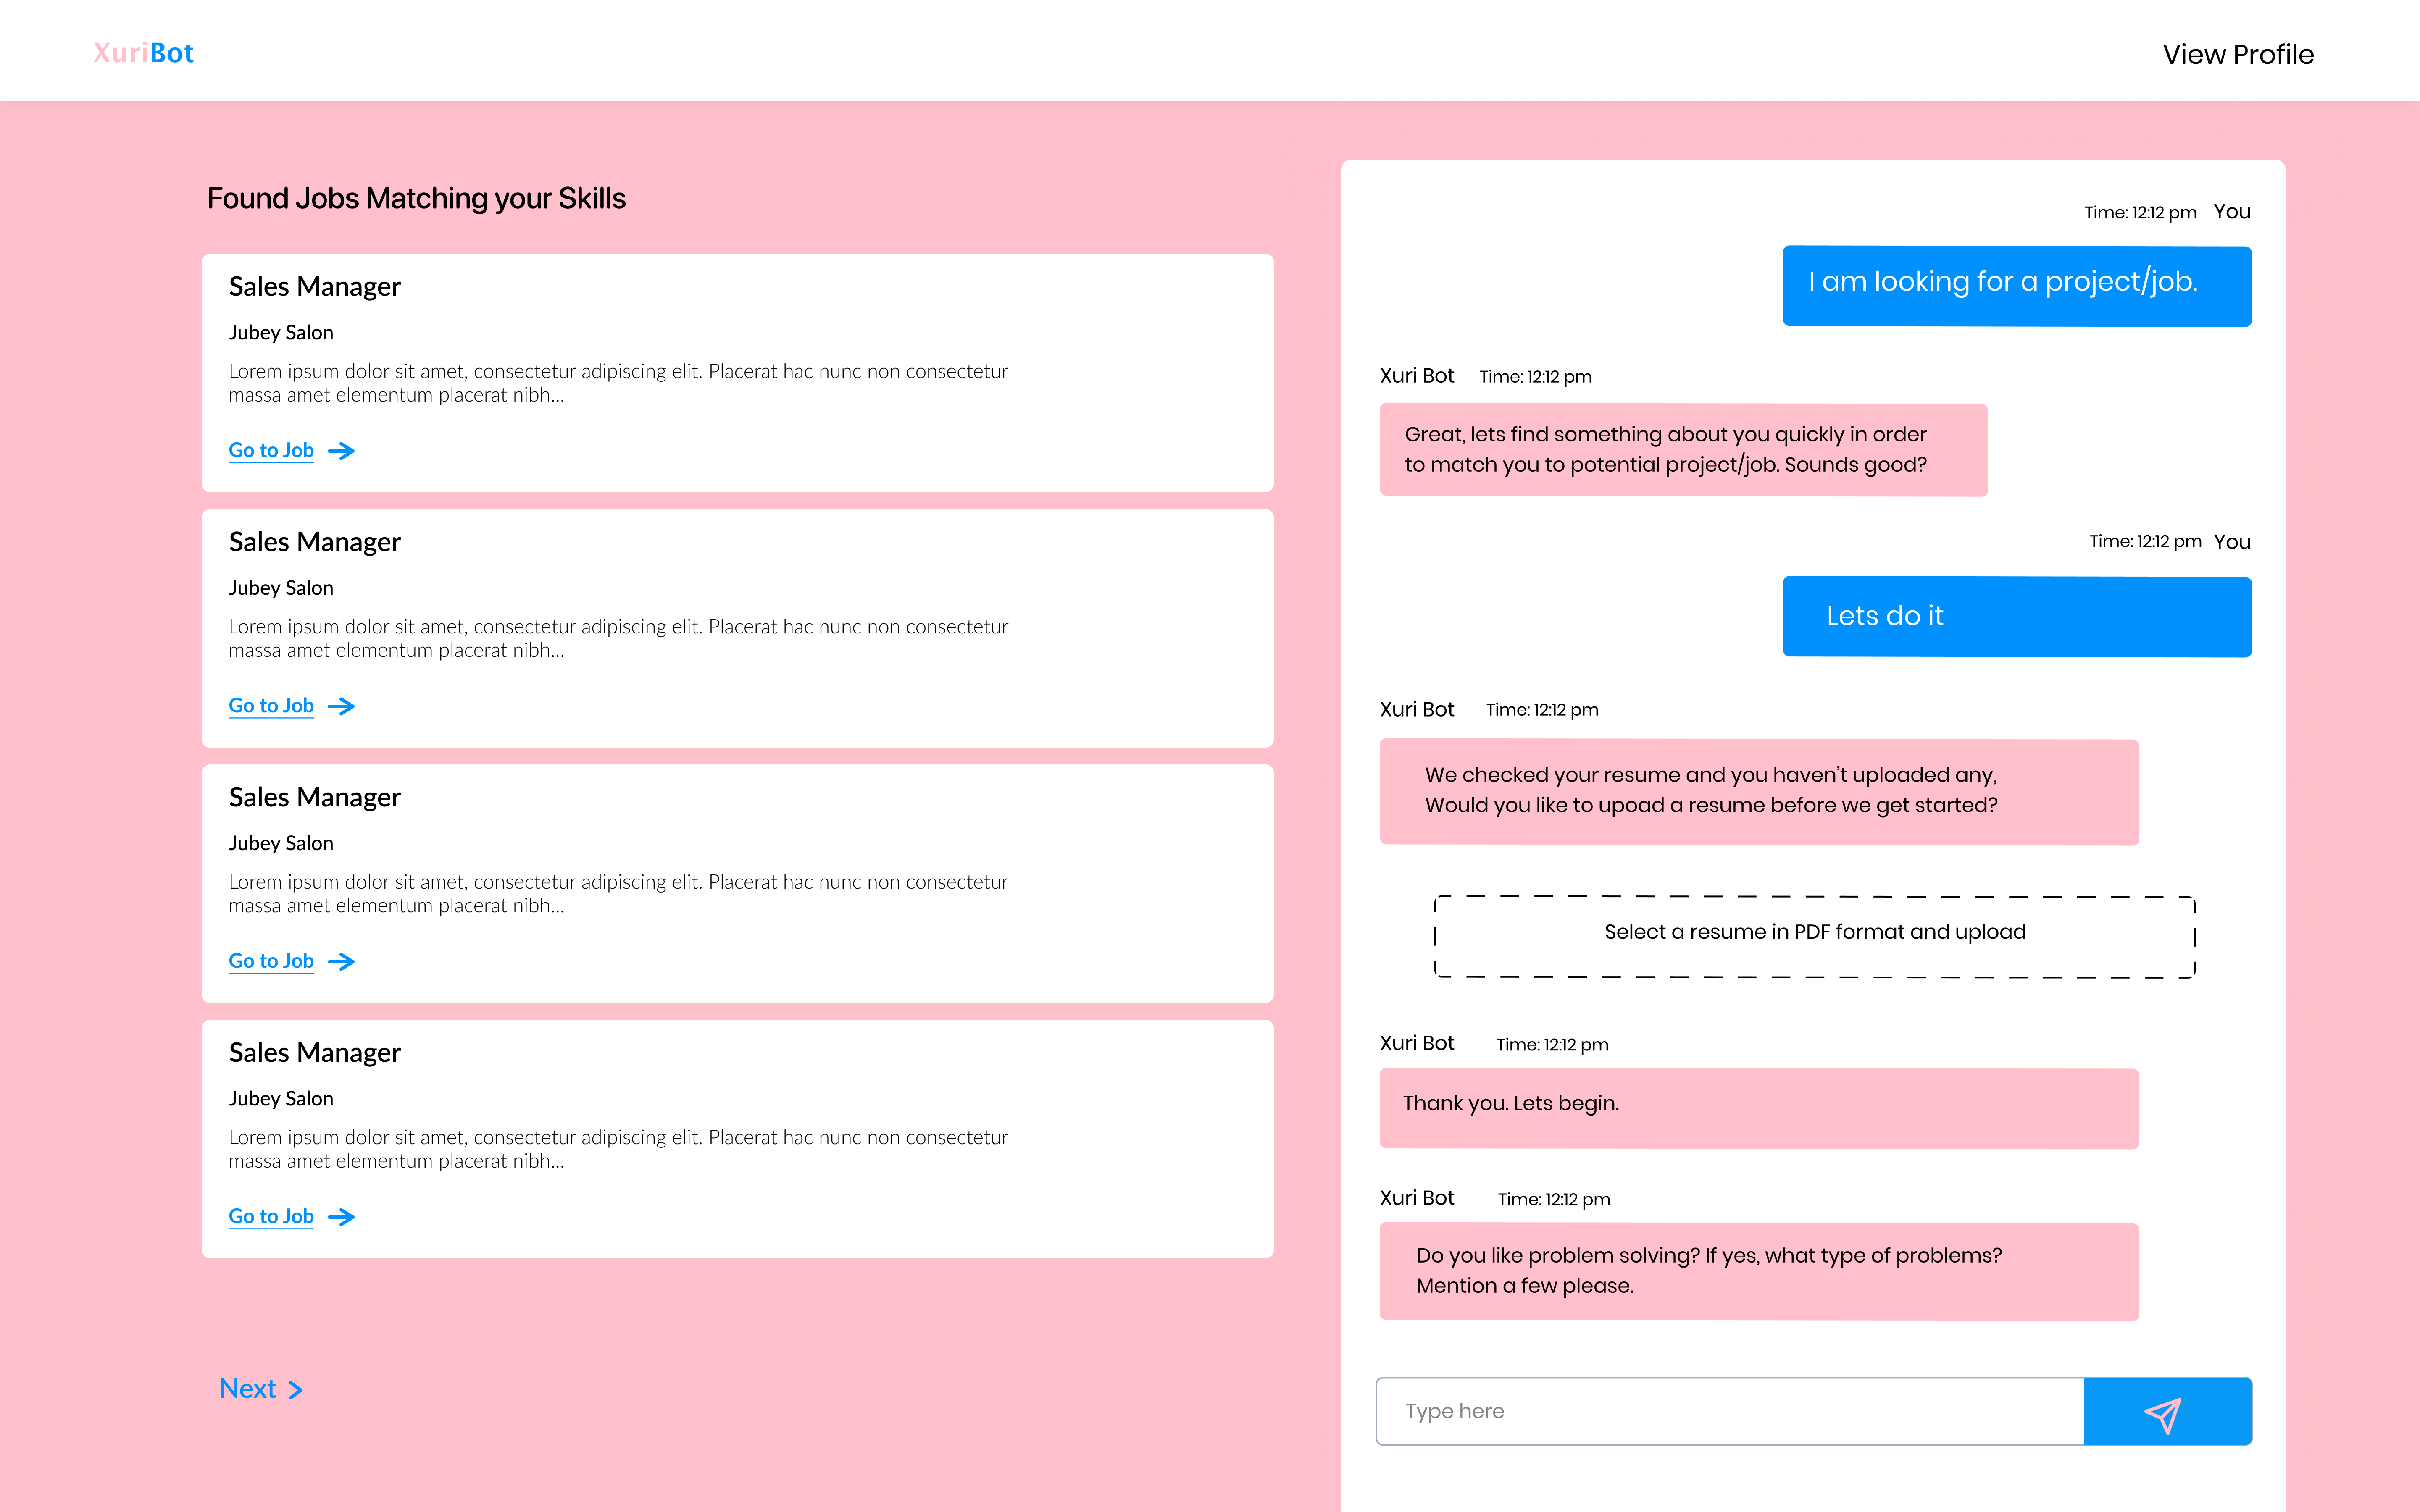 XuriBot
View Profile
Found Jobs Matching your Skills
Sales Manager
Jubey Salon
Lorem ipsum dolor sit amet, consectetur adipiscing elit. Placerat hac nunc non consectetur
massa amet elementum placerat nibh...
Go to Job
Sales Manager
Jubey Salon
Lorem ipsum dolor sit amet, consectetur adipiscing elit. Placerat hac nunc non consectetur
massa amet elementum placerat nibh...
Go to Job
Sales Manager
Jubey Salon
Lorem ipsum dolor sit amet, consectetur adipiscing elit. Placerat hac nunc non consectetur
massa amet elementum placerat nibh...
Go to Job
Sales Manager
Jubey Salon
Lorem ipsum dolor sit amet, consectetur adipiscing elit. Placerat hac nunc non consectetur
massa amet elementum placerat nibh...
Go to Job
Next
Time: 12:12 pm You
I am looking for a project/job.
Xuri Bot Time: 12:12 pm
Great, lets find something about you quickly in order
to match you to potential project/job. Sounds good?
Time: 12:12 pm You
Lets do it
Xuri Bot Time: 12:12 pm
We checked your resume and you haven’t uploaded any,
Would you like to upoad a resume before we get started?
Select a resume in PDF format and upload
Xuri Bot Time: 12:12 pm
Thank you. Lets begin.
Xuri Bot Time: 12:12 pm
Do you like problem solving? If yes, what type of problems?
Mention a few please.
Type here